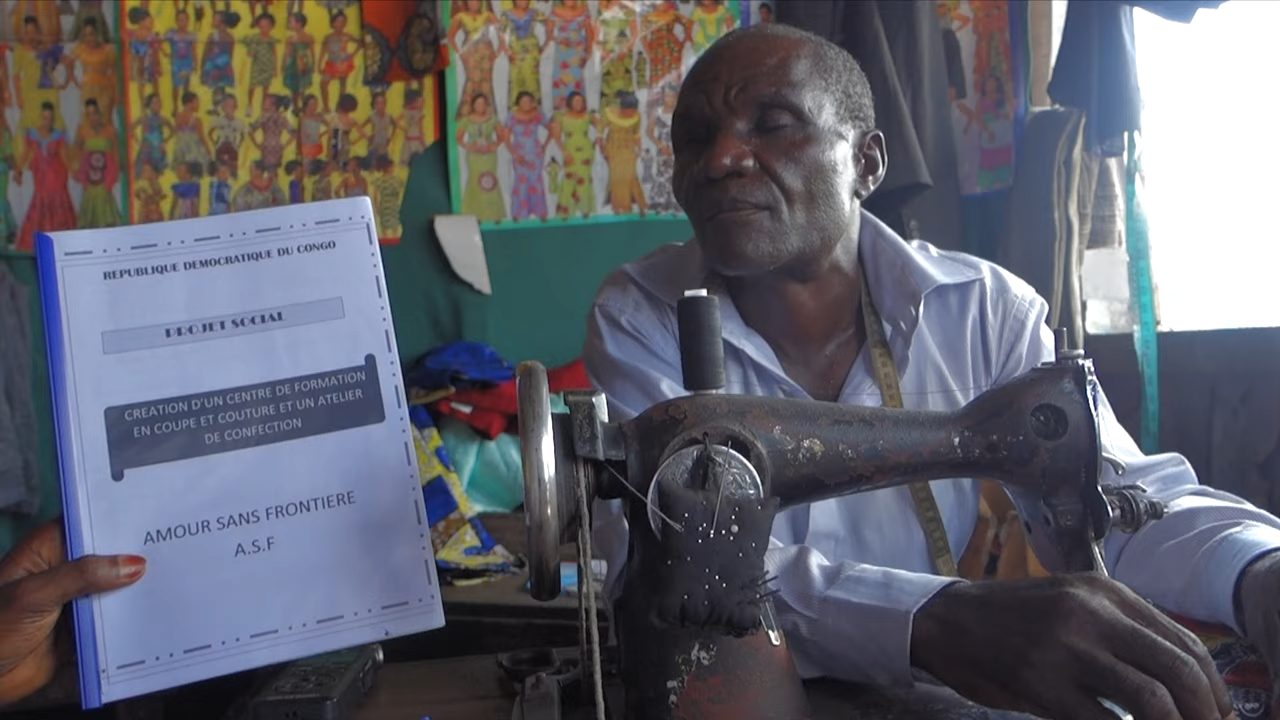 REPUBLIQUE DEMOCRATIQUE DU CONGO
PROJET SOCIAL
CREATION D'UN CENTRE DE FORMATION
EN COUPE ET COUTURE ET UN ATELIER
DE CONFECTION
AMOUR SANS FRONTIERE
A.S.F